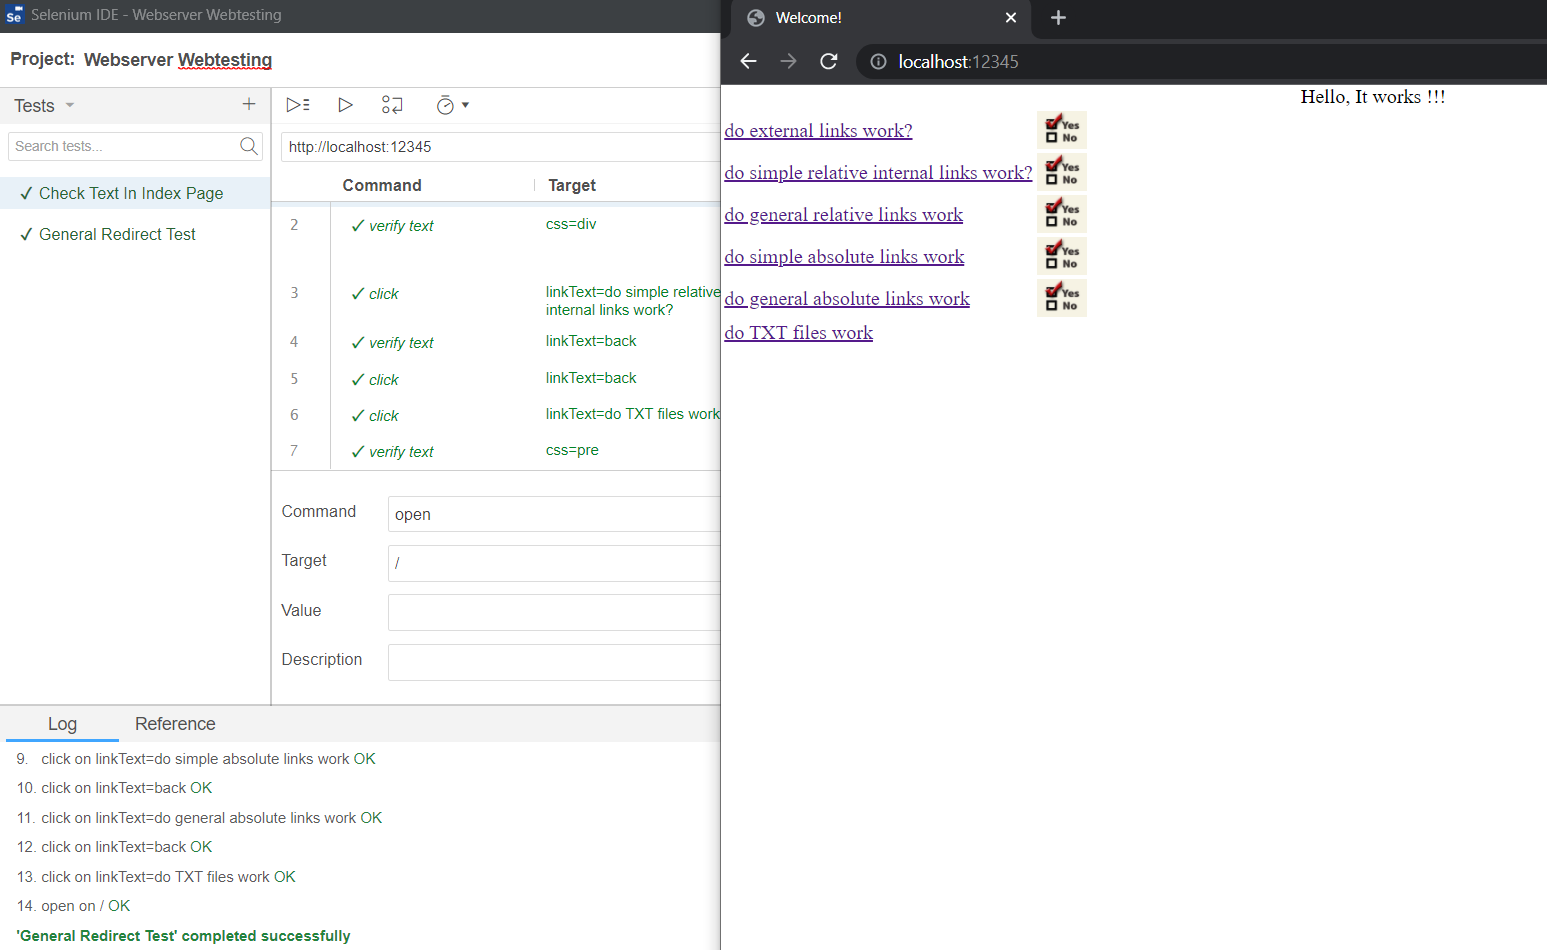 Se Selenium IDE - Webserver Webtesting
Project: Webserver Webtesting
Tests
Search tests...
✓ Check Text In Index Page
✓ General Redirect Test
http://localhost:12345
Command Target
2 ✓ verify text css=div
3 ✓ click linkText=do simple relative
internal links work?
4 ✓ verify text linkText=back
5 ✓ click linkText=back
6 ✓ click linkText=do TXT files work
7 ✓ verify text css=pre
Command open
Target /
Value
Description
Log Reference
9. click on linkText=do simple absolute links work OK
10. click on linkText=back OK
11. click on linkText=do general absolute links work OK
12. click on linkText=back OK
13. click on linkText=do TXT files work OK
14. open on / OK
'General Redirect Test' completed successfully
Welcome!
localhost:12345
Hello, It works !!!
do external links work? Yes
No
do simple relative internal links work? Yes
No
do general relative links work Yes
No
do simple absolute links work Yes
No
do general absolute links work Yes
No
do TXT files work